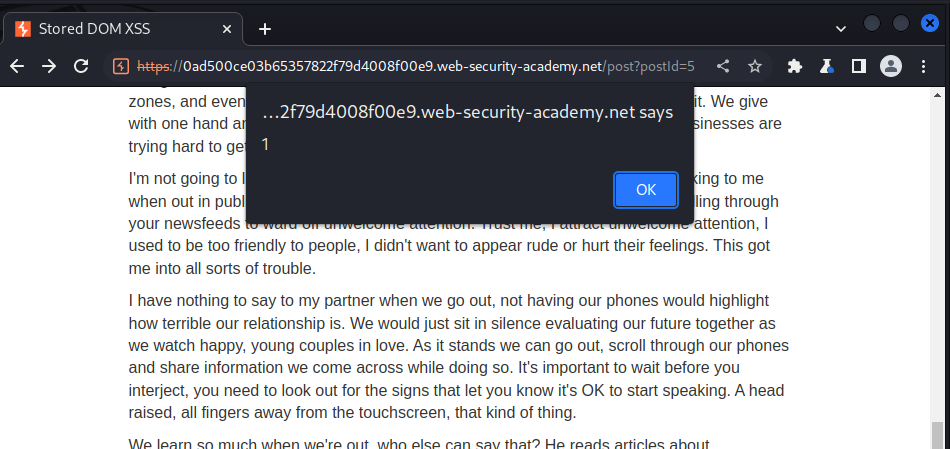 Stored DOM XSS
https://0ad500ce03b65357822f79d4008f00e9.web-security-academy.net/post?postId=5
...2f79d4008f00e9.web-security-academy.net says
1
OK
zones, and even it. We give
with one hand sinesses are
trying hard to
I'm not going to king to me
when out in ling through
your newsfeeds to ward off unwelcome attention. Trust me, I attract unwelcome attention, I
used to be too friendly to people, I didn't want to appear rude or hurt their feelings. This got
me into all sorts of trouble.
I have nothing to say to my partner when we go out, not having our phones would highlight
how terrible our relationship is. We would just sit in silence evaluating our future together as
we watch happy, young couples in love. As it stands we can go out, scroll through our phones
and share information we come across while doing so. It's important to wait before you
interject, you need to look out for the signs that let you know it's OK to start speaking. A head
raised, all fingers away from the touchscreen, that kind of thing.
We learn so much when we're out, who else can say that? He reads articles about